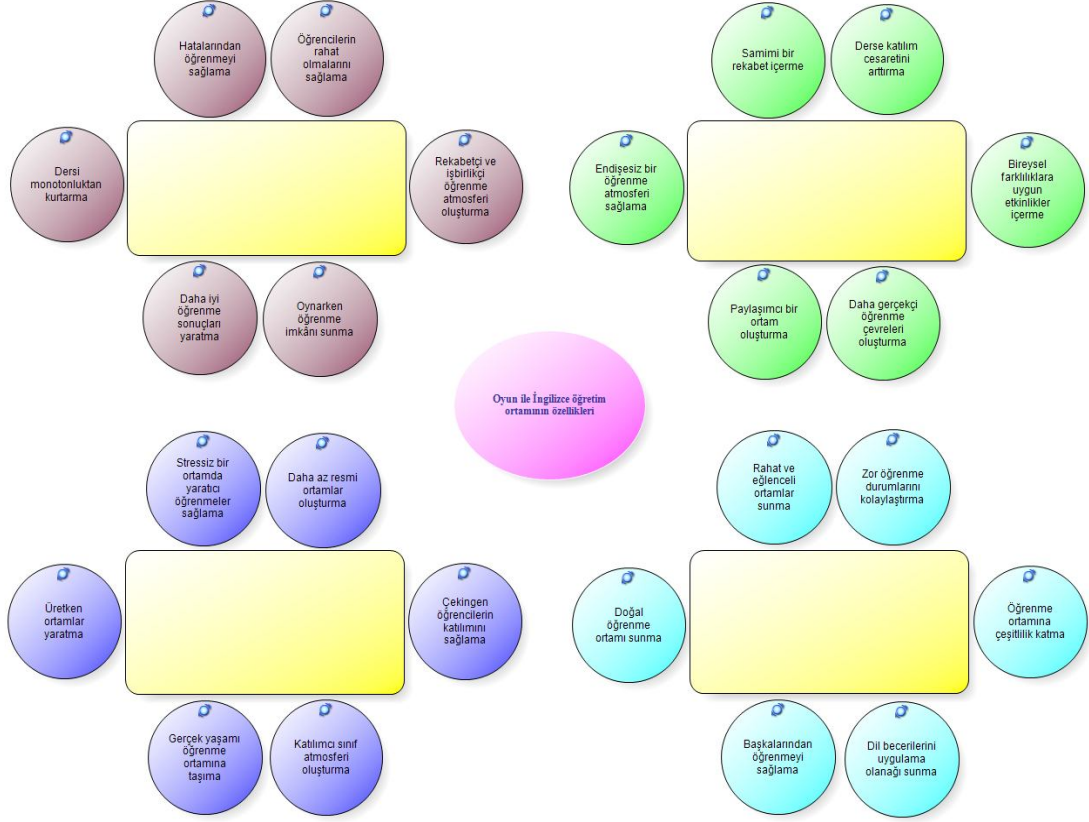 Hatalarından
öğrenmeyi
sağlama
Öğrencilerin
rahat
olmalarını
sağlama
Dersi
monotonluktan
kurtarma
Rekabetçi ve
işbirlikçi
öğrenme
atmosferi
oluşturma
Daha iyi
öğrenme
sonuçları
yaratma
Oynarken
öğrenme
imkânı sunma
Samimi bir
rekabet içerme
Derse katılım
cesaretini
arttırma
Endişesiz bir
öğrenme
atmosferi
sağlama
Bireysel
farklılıklara
uygun
etkinlikler
içerme
Paylaşımcı bir
ortam
oluşturma
Daha gerçekçi
öğrenme
çevreleri
oluşturma
Oyun ile İngilizce öğretim
ortamının özellikleri
Stressiz bir
ortamda
yaratıcı
öğrenmeler
sağlama
Daha az resmi
ortamlar
oluşturma
Üretken
ortamlar
yaratma
Çekingen
öğrencilerin
katılımını
sağlama
Gerçek yaşamı
öğrenme
ortamına
taşıma
Katılımcı sınıf
atmosferi
oluşturma
Rahat ve
eğlenceli
ortamlar
sunma
Zor öğrenme
durumlarını
kolaylaştırma
Doğal
öğrenme
ortamı sunma
Öğrenme
ortamına
çeşitlilik katma
Başkalarından
öğrenmeyi
sağlama
Dil becerilerini
uygulama
olanağı sunma